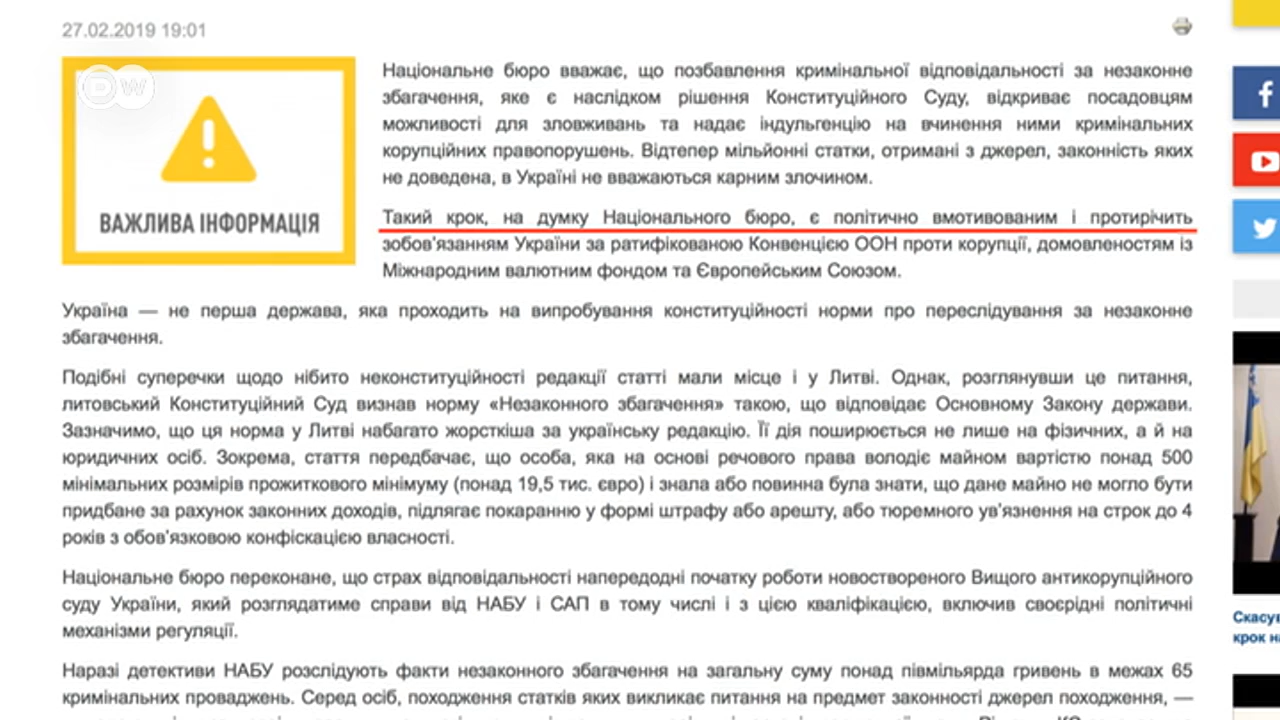 27.02.2019 19:01
DW
ВАЖЛИВА ІНФОРМАЦІЯ
Національне бюро вважає, що позбавлення кримінальної відповідальності за незаконне
збагачення, яке є наслідком рішення Конституційного Суду, відкриває посадовцям
можливості для зловживань та надає індульгенцію на вчинення ними кримінальних
корупційних правопорушень. Відтепер мільйонні статки, отримані з джерел, законність яких
не доведена, в Україні не вважаються карним злочином.
Такий крок, на думку Національного бюро, є політично вмотивованим і протирічить
зобов'язанням України за ратифікованою Конвенцією ООН проти корупції, домовленостям із
Міжнародним валютним фондом та Європейським Союзом.
Україна — не перша держава, яка проходить на випробування конституційності норми про переслідування за незаконне
збагачення.
Подібні суперечки щодо нібито неконституційності редакції статті мали місце і у Литві. Однак, розглянувши це питання,
литовський Конституційний Суд визнав норму «Незаконного збагачення» такою, що відповідає Основному Закону держави.
Зазначимо, що ця норма у Литві набагато жорсткіша за українську редакцію. Її дія поширюється не лише на фізичних, а й на
юридичних осіб. Зокрема, стаття передбачає, що особа, яка на основі речового права володіє майном вартістю понад 500
мінімальних розмірів прожиткового мінімуму (понад 19,5 тис. євро) і знала або повинна була знати, що дане майно не могло бути
придбане за рахунок законних доходів, підлягає покаранню у формі штрафу або арешту, або тюремного ув'язнення на строк до 4
років з обов'язковою конфіскацією власності.
Національне бюро переконане, що страх відповідальності напередодні початку роботи новоствореного Вищого антикорупційного
суду України, який розглядатиме справи від НАБУ і САП в тому числі і з цією кваліфікацією, включив своєрідні політичні
механізми регуляції.
Наразі детективи НАБУ розслідують факти незаконного збагачення на загальну суму понад півмільярда гривень в межах 65
кримінальних проваджень. Серед осіб, походження статків яких викликає питання на предмет законності джерел походження, —
Скасу
крок на